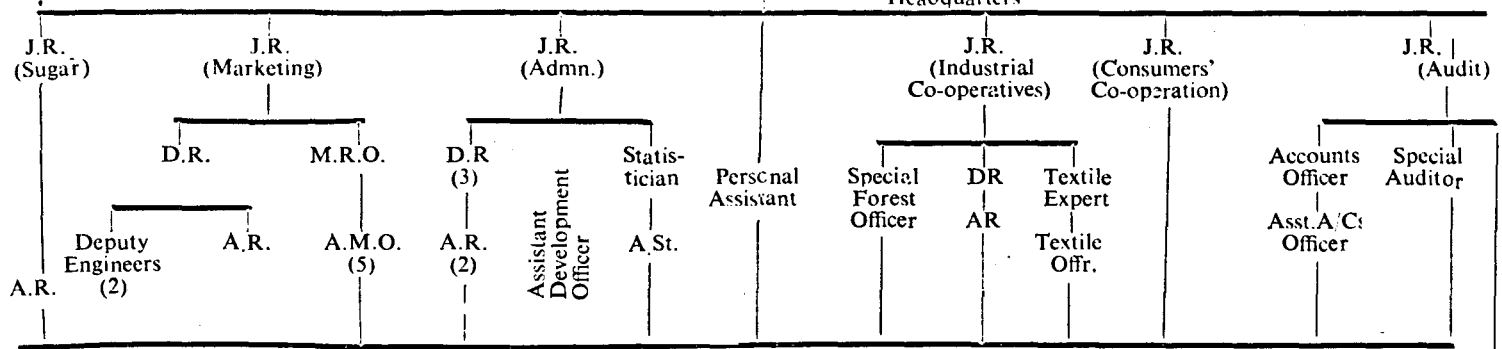 Headquarters
J.R.
(Sugar)
J.R.
(Marketing)
J.R.
(Admn.)
J.R.
(Industrial
Co-operatives)
J.R.
(Consumers'
Co-operation)
J.R.
(Audit)
D.R.
M.R.O.
D.R
(3)
Statis-
tician
Personal
Assistant
Special
Forest
Officer
DR
Textile
Expert
Accounts
Officer
Special
Auditor
Deputy
Engineers
(2)
A.R.
A.M.O.
(5)
A.R.
(2)
Assistant
Development
Officer
A.St.
AR
Textile
Offr.
Asst.A/Cs
Officer
A.R.